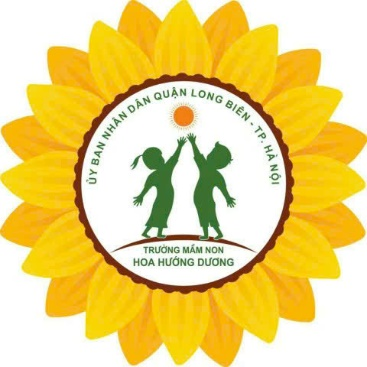 ỦY BAN NHÂN DÂN QUẬN LONG BIÊN - TP. HÀ NỘI
TRƯỜNG MẦM NON
HOA HƯỚNG DƯƠNG